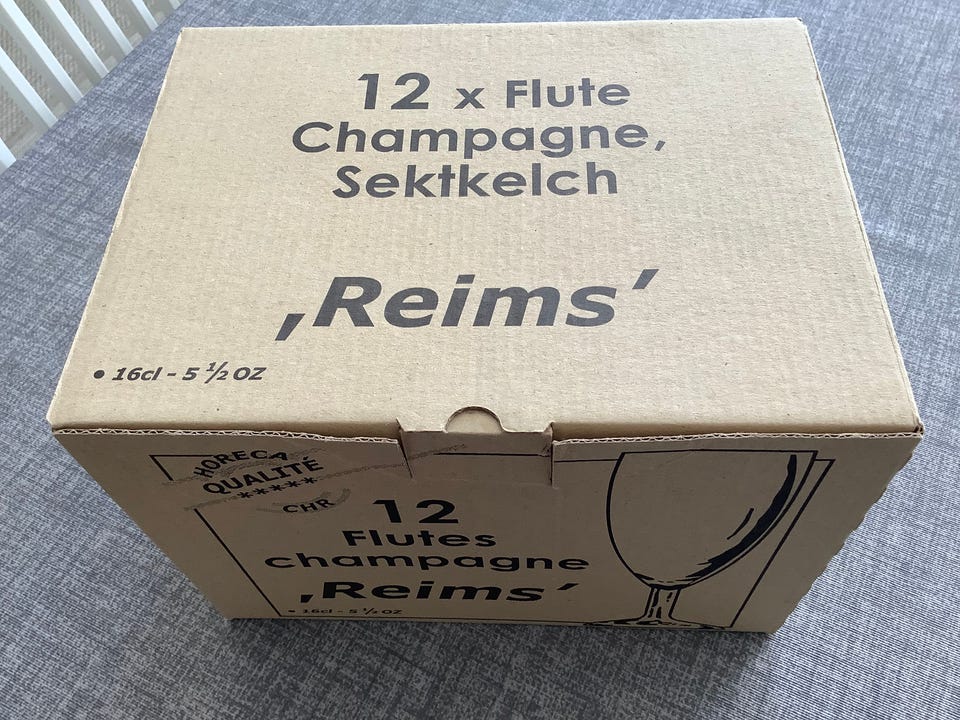 12 x Flute
Champagne,
Sektkelch
‚Reims’
• 16cl - 5 ½ OZ
HORECA
QUALITÉ
*****
CHR
12
Flutes
champagne
‚Reims’
• 16cl - 5 ½ OZ